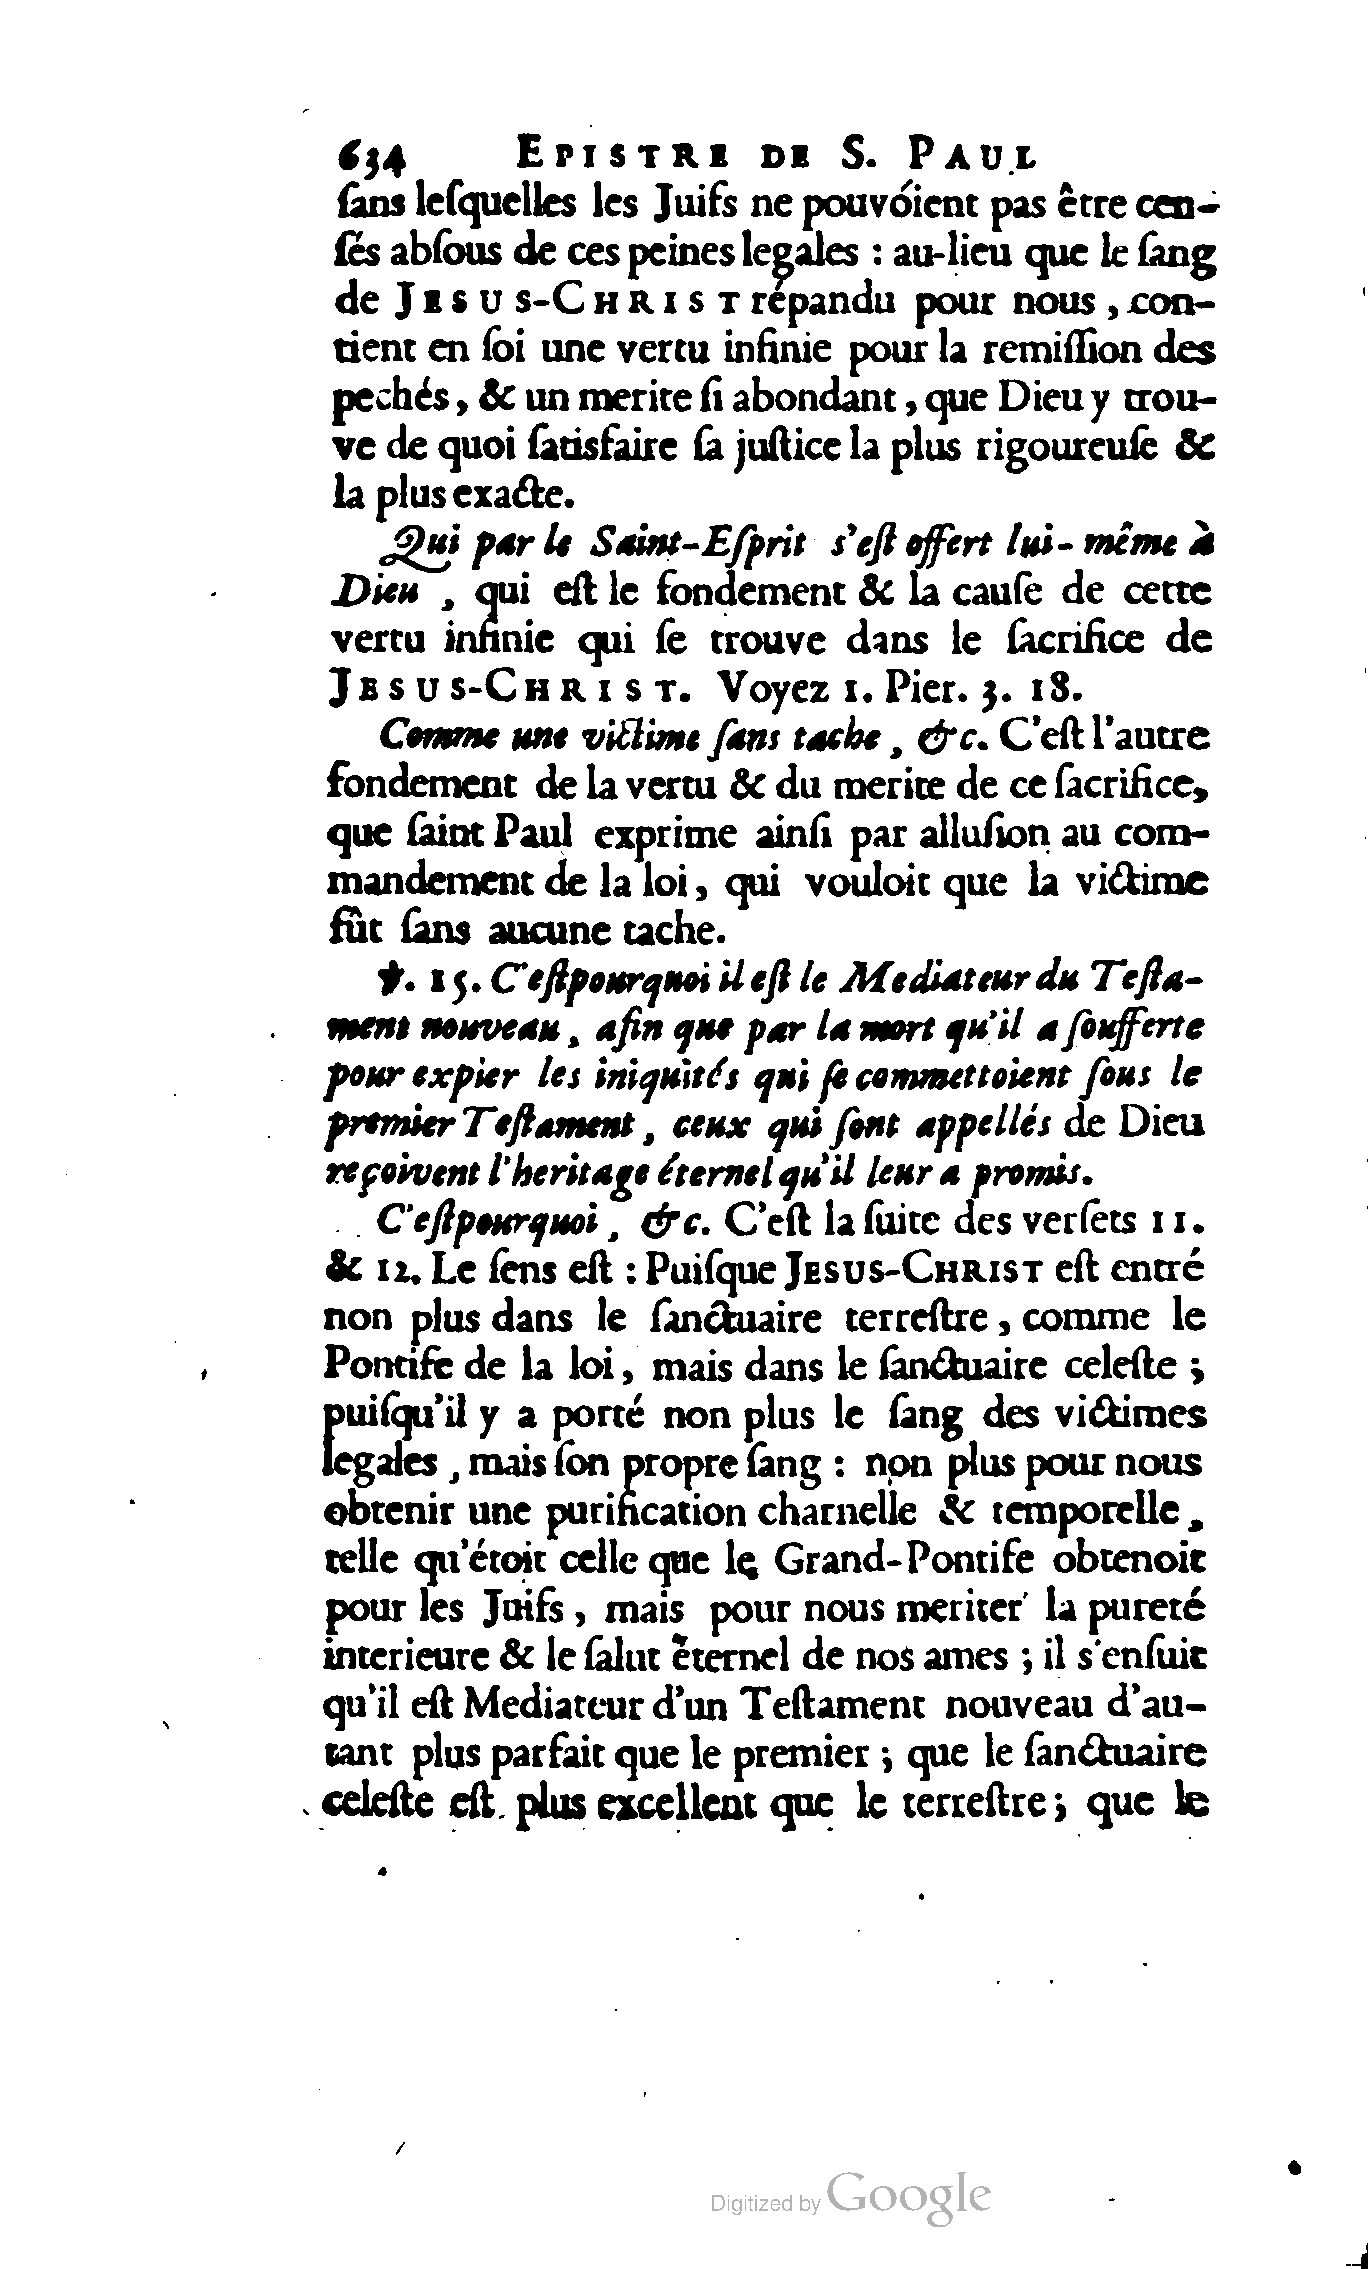 634 EPISTRE DE S. PAUL
ſans leſquelles les Juifs ne pouvoient pas être cen-
ſés abſous de ces peines legales : au-lieu que le ſang
de JESUS-CHRIST répandu pour nous, con-
tient en ſoi une vertu infinie pour la remiſſion des
pechés, & un merite ſi abondant, que Dieu y trou-
ve de quoi ſatisfaire ſa juſtice la plus rigoureuſe &
la plus exacte.
Qui par le Saint-Eſprit s'eſt offert lui-même à
Dieu, qui eſt le fondement & la cauſe de cette
vertu infinie qui ſe trouve dans le ſacrifice de
JESUS-CHRIST. Voyez 1. Pier. 3. 18.
Comme une victime ſans tache, &c. C'eſt l'autre
fondement de la vertu & du merite de ce ſacrifice,
que ſaint Paul exprime ainſi par alluſion au com-
mandement de la loi, qui vouloit que la victime
fût ſans aucune tache.
℣. 15. C'eſtpourquoi il eſt le Mediateur du Teſta-
ment nouveau, afin que par la mort qu'il a ſoufferte
pour expier les iniquités qui ſe commettoient ſous le
premier Teſtament, ceux qui ſont appellés de Dieu
reçoivent l'heritage éternel qu'il leur a promis.
C'eſtpourquoi, &c. C'eſt la ſuite des verſets 11.
& 12. Le ſens eſt : Puiſque JESUS-CHRIST eſt entré
non plus dans le ſanctuaire terreſtre, comme le
Pontife de la loi, mais dans le ſanctuaire celeſte ;
puiſqu'il y a porté non plus le ſang des victimes
legales, mais ſon propre ſang : non plus pour nous
obtenir une purification charnelle & temporelle,
telle qu'étoit celle que le Grand-Pontife obtenoit
pour les Juifs, mais pour nous meriter la pureté
interieure & le ſalut éternel de nos ames ; il s'enſuit
qu'il eſt Mediateur d'un Teſtament nouveau d'au-
tant plus parfait que le premier ; que le ſanctuaire
celeſte eſt plus excellent que le terreſtre ; que le
Digitized by Google